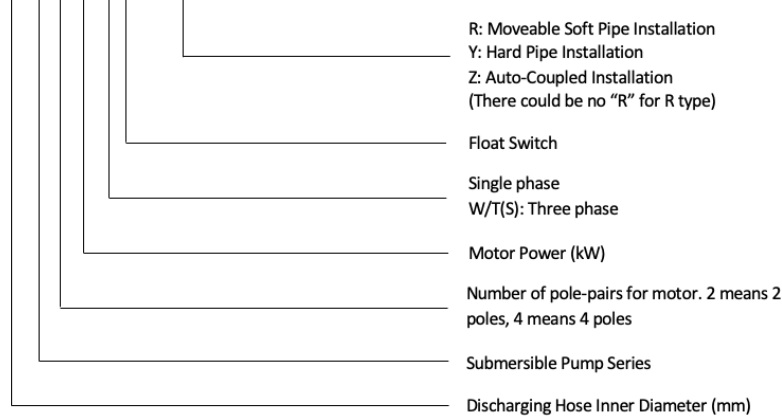 R: Moveable Soft Pipe Installation
Y: Hard Pipe Installation
Z: Auto-Coupled Installation
(There could be no “R” for R type)
Float Switch
Single phase
W/T(S): Three phase
Motor Power (kW)
Number of pole-pairs for motor. 2 means 2
poles, 4 means 4 poles
Submersible Pump Series
Discharging Hose Inner Diameter (mm)